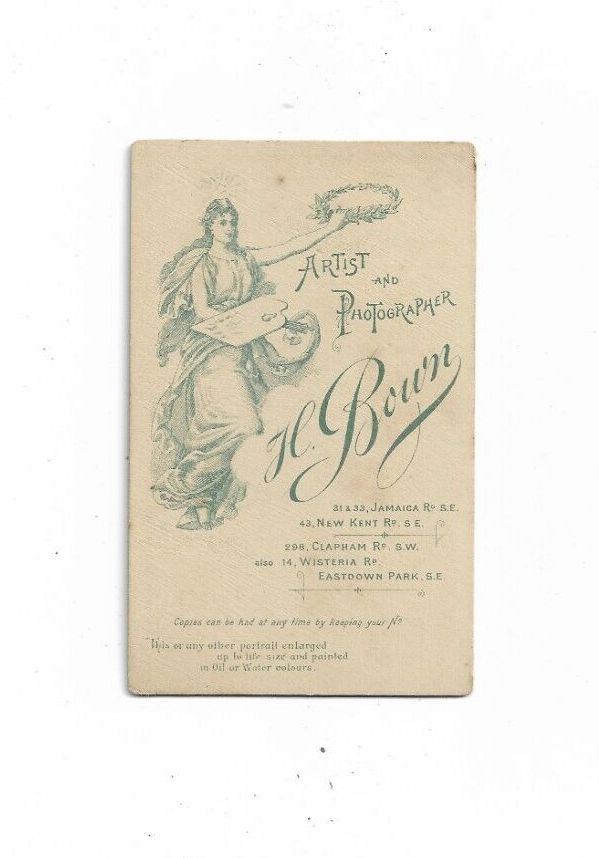 ARTIST
AND
PHOTOGRAPHER
H. Bown
31 & 33, JAMAICA RD S.E.
43, NEW KENT RD. S E.
298, CLAPHAM RD. S.W.
also 14, WISTERIA RD
EASTDOWN PARK, S.E.
Copies can be had at any time by keeping your No
This or any other portrait enlarged
up to life size and painted
in Oil or Water colours.